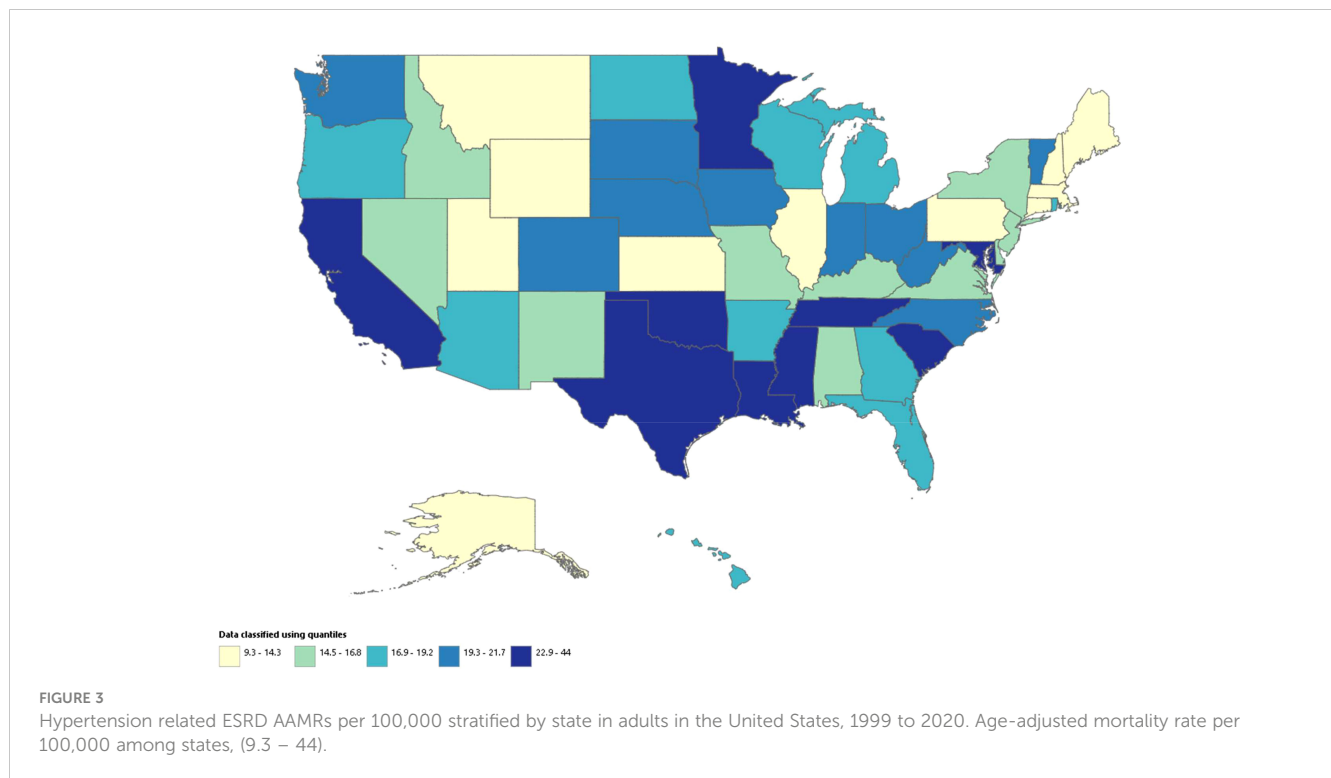 Data classified using quantiles
9.3 - 14.3 14.5 - 16.8 16.9 - 19.2 19.3 - 21.7 22.9 - 44
FIGURE 3
Hypertension related ESRD AAMRs per 100,000 stratified by state in adults in the United States, 1999 to 2020. Age-adjusted mortality rate per
100,000 among states, (9.3 – 44).